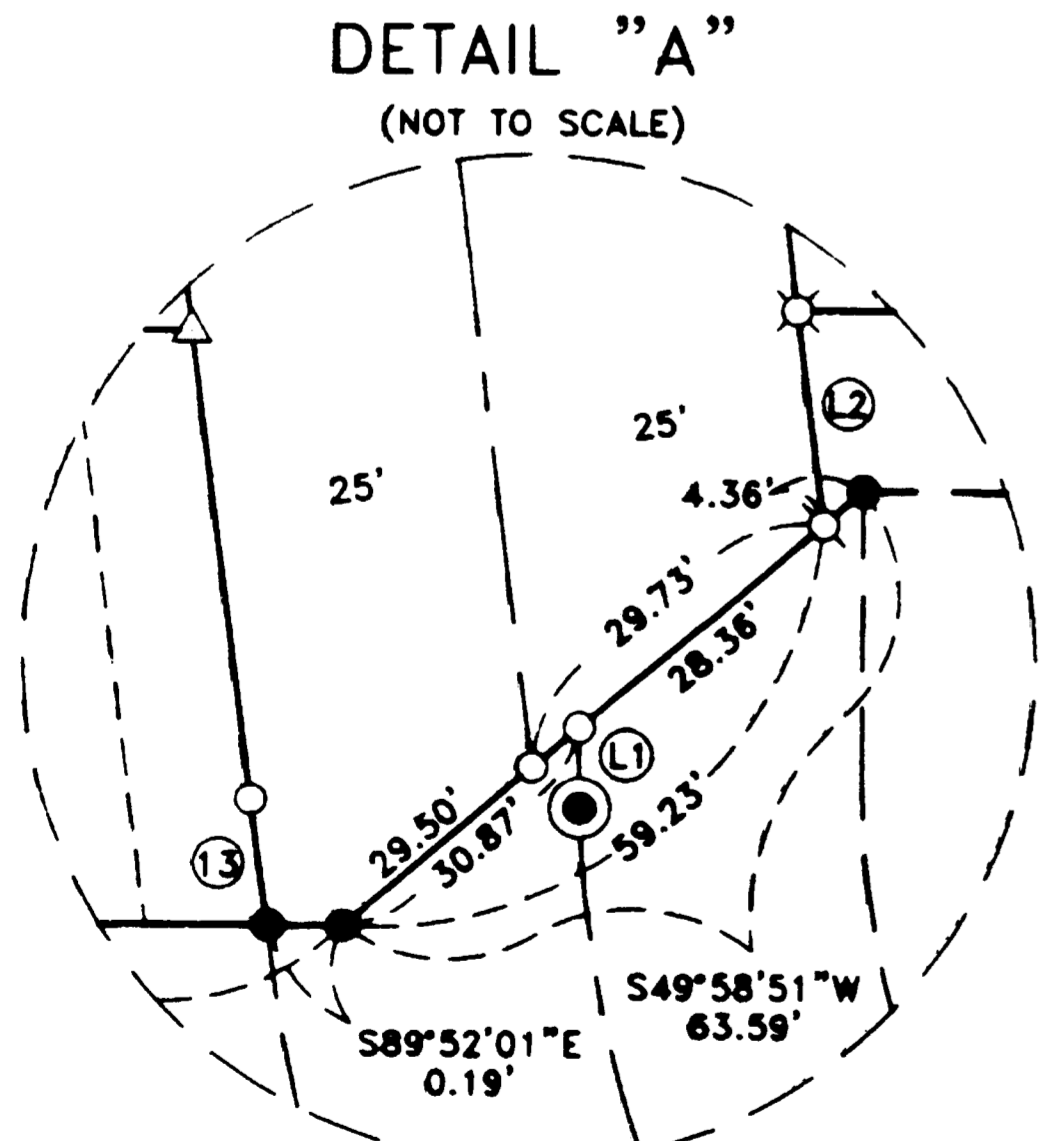 DETAIL "A"
(NOT TO SCALE)
L2
25'
25'
4.36'
29.73'
28.36'
L1
29.50'
30.87'
59.23'
13
S49°58'51"W
63.59'
S89°52'01"E
0.19'